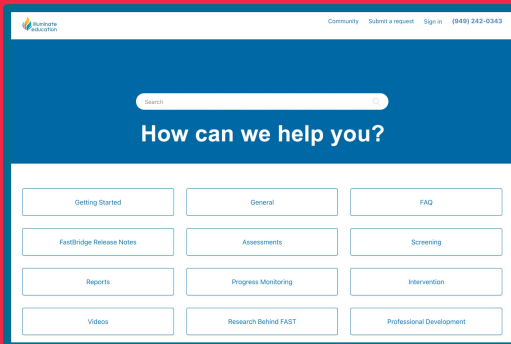 illuminate
education
Community Submit a request Sign in (949) 242-0343
Search
How can we help you?
Getting Started General FAQ
FastBridge Release Notes Assessments Screening
Reports Progress Monitoring Intervention
Videos Research Behind FAST Professional Development